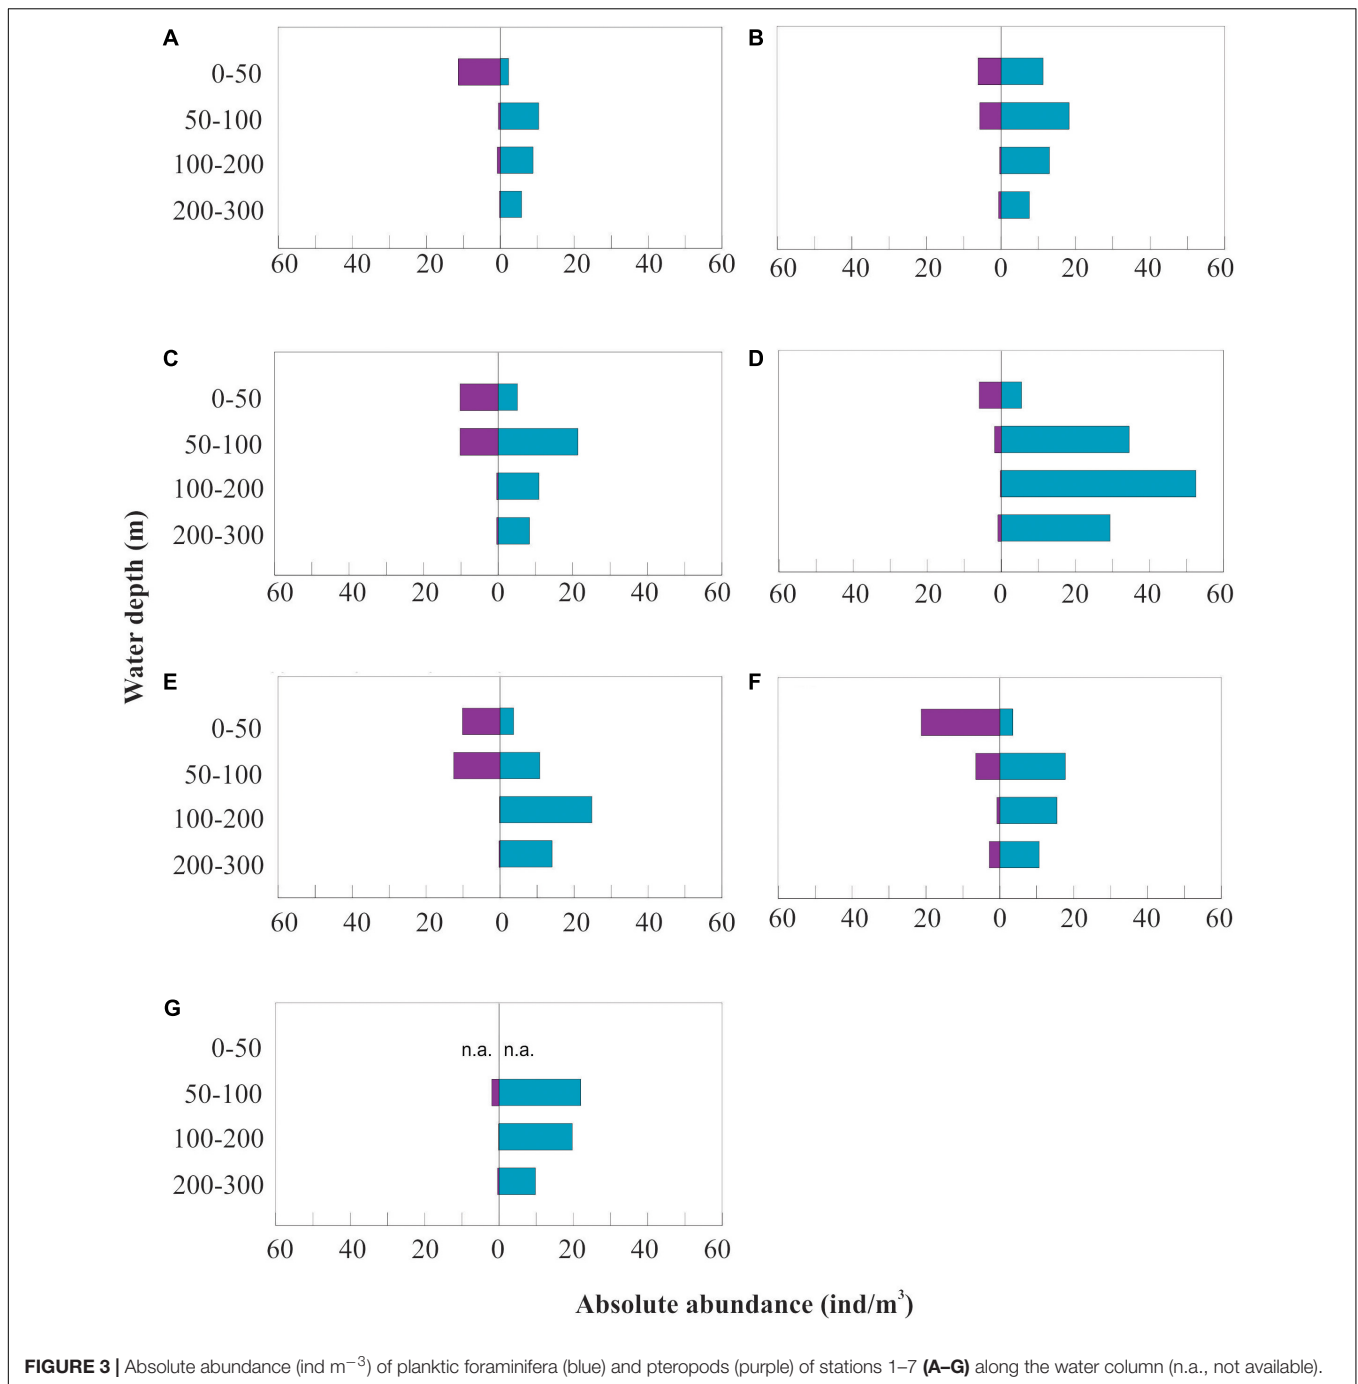 A
B
0-50
50-100
100-200
200-300
60 40 20 0 20 40 60
60 40 20 0 20 40 60
C
D
0-50
50-100
100-200
200-300
60 40 20 0 20 40 60
60 40 20 0 20 40 60
Water depth (m)
E
F
0-50
50-100
100-200
200-300
60 40 20 0 20 40 60
60 40 20 0 20 40 60
G
0-50 n.a. n.a.
50-100
100-200
200-300
60 40 20 0 20 40 60
Absolute abundance (ind/m³)
FIGURE 3 | Absolute abundance (ind m⁻³) of planktic foraminifera (blue) and pteropods (purple) of stations 1–7 (A–G) along the water column (n.a., not available).